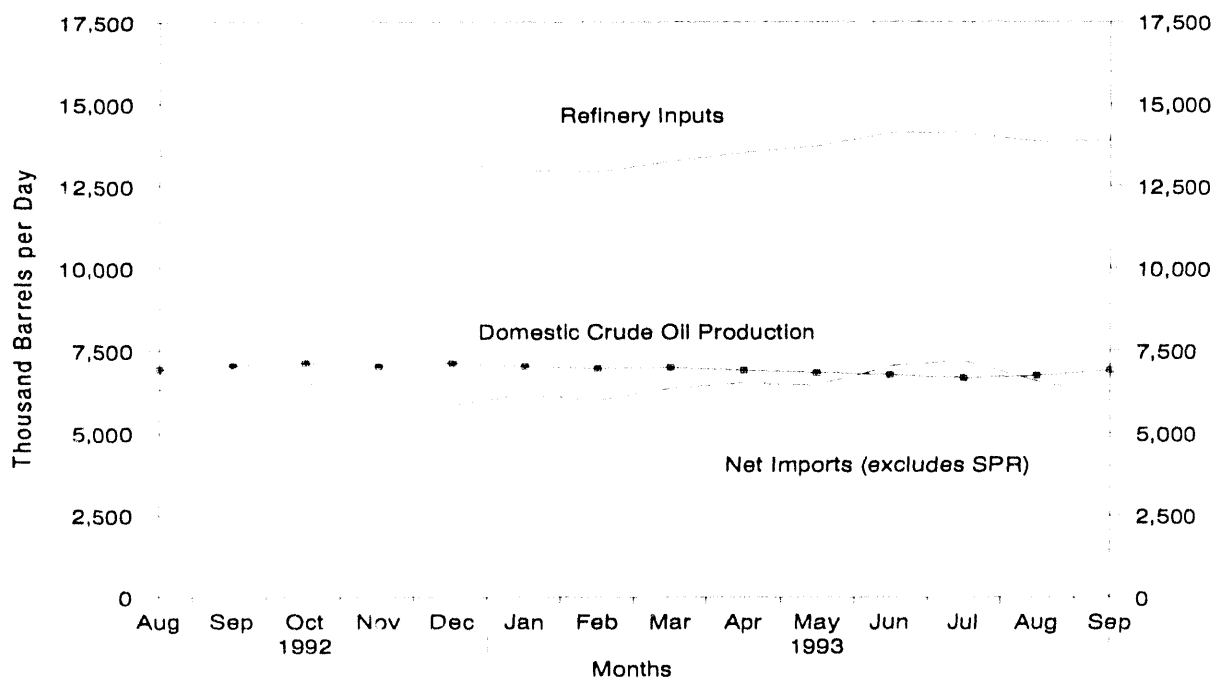 17,500 17,500
15,000 Refinery Inputs 15,000
12,500 12,500
Thousand Barrels per Day
10,000 10,000
Domestic Crude Oil Production
7,500 7,500
5,000 5,000
Net Imports (excludes SPR)
2,500 2,500
0 0
Aug Sep Oct Nov Dec Jan Feb Mar Apr May Jun Jul Aug Sep
1992 1993
Months